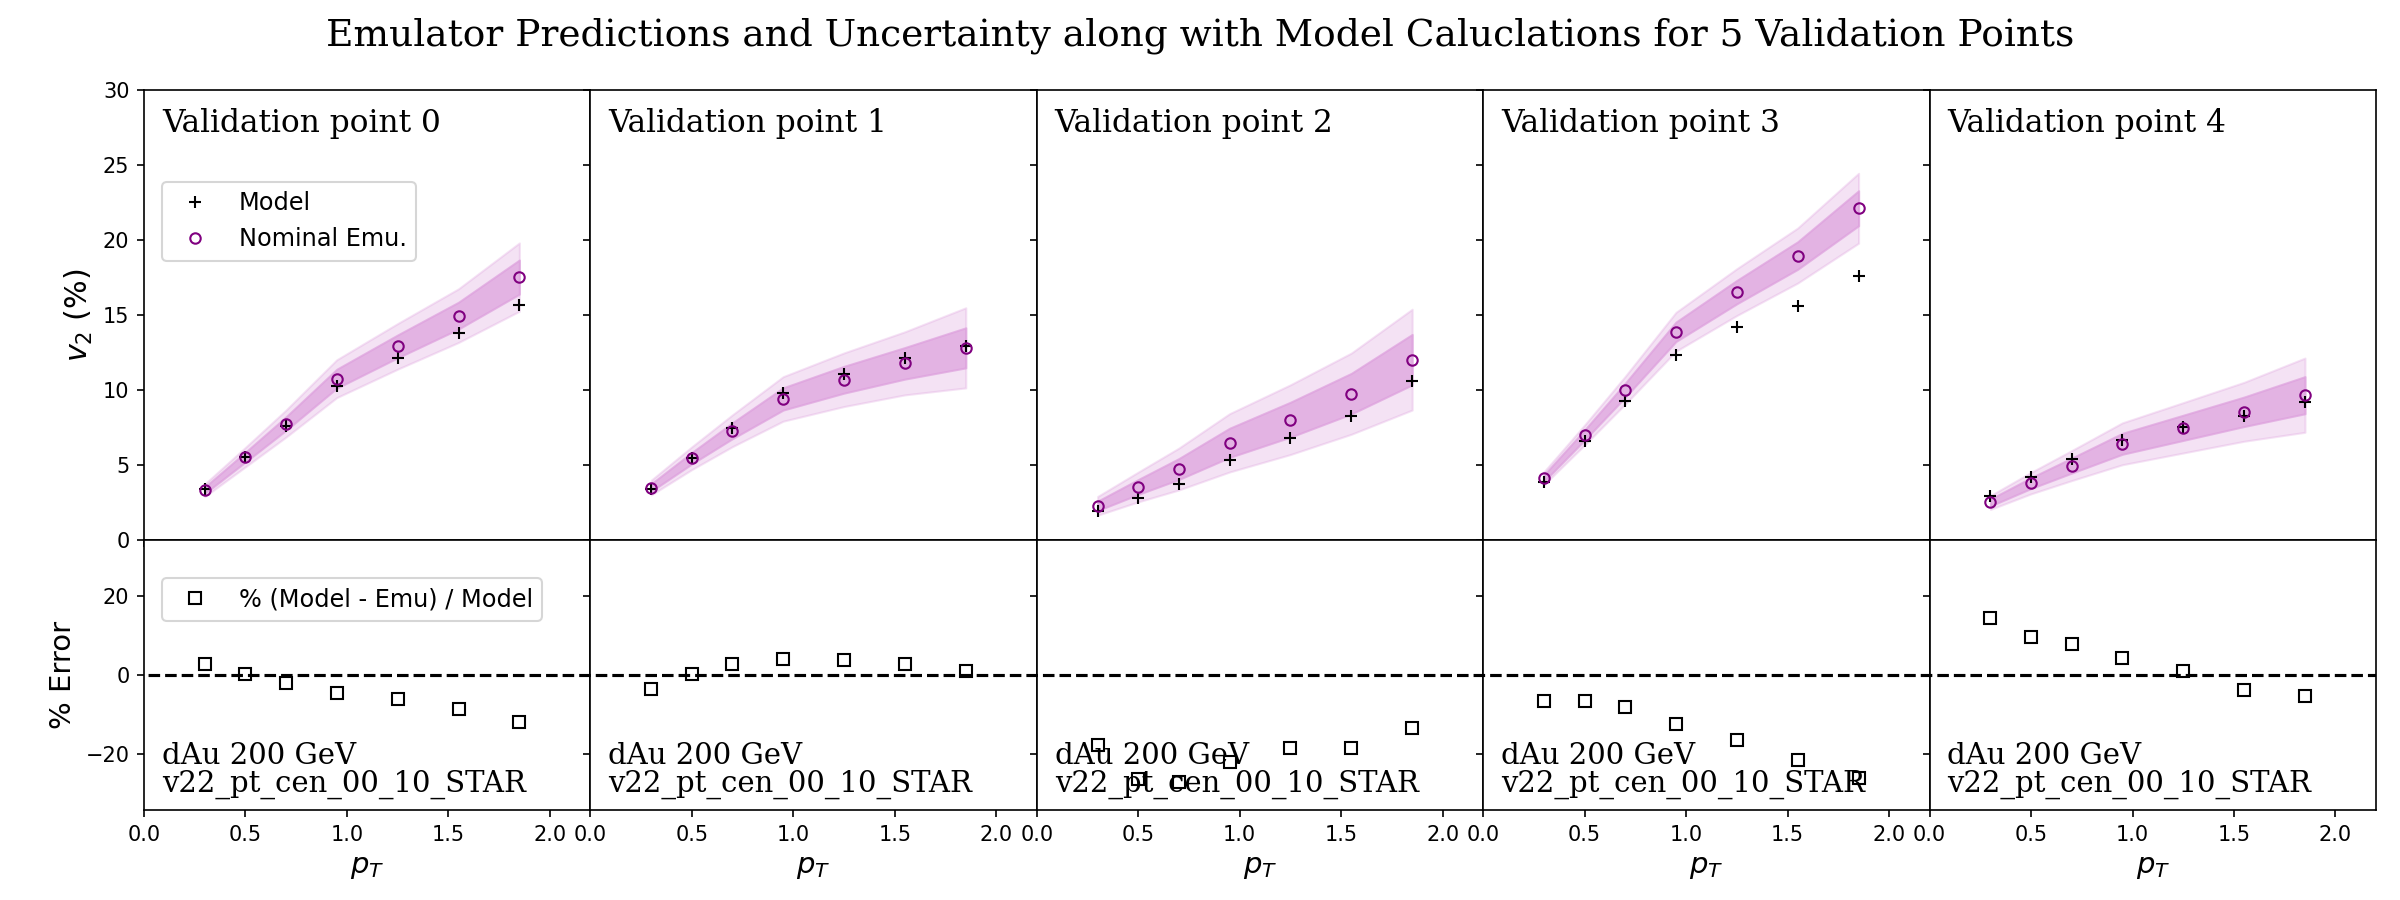 Emulator Predictions and Uncertainty along with Model Caluclations for 5 Validation Points
Validation point 0
Validation point 1
Validation point 2
Validation point 3
Validation point 4
Model
Nominal Emu.
v2 (%)
30
25
20
15
10
5
0
% (Model - Emu) / Model
% Error
20
0
−20
dAu 200 GeV
v22_pt_cen_00_10_STAR
dAu 200 GeV
v22_pt_cen_00_10_STAR
dAu 200 GeV
v22_pt_cen_00_10_STAR
dAu 200 GeV
v22_pt_cen_00_10_STAR
dAu 200 GeV
v22_pt_cen_00_10_STAR
0.0 0.5 1.0 1.5 2.0
0.0 0.5 1.0 1.5 2.0
0.0 0.5 1.0 1.5 2.0
0.0 0.5 1.0 1.5 2.0
0.0 0.5 1.0 1.5 2.0
pT
pT
pT
pT
pT